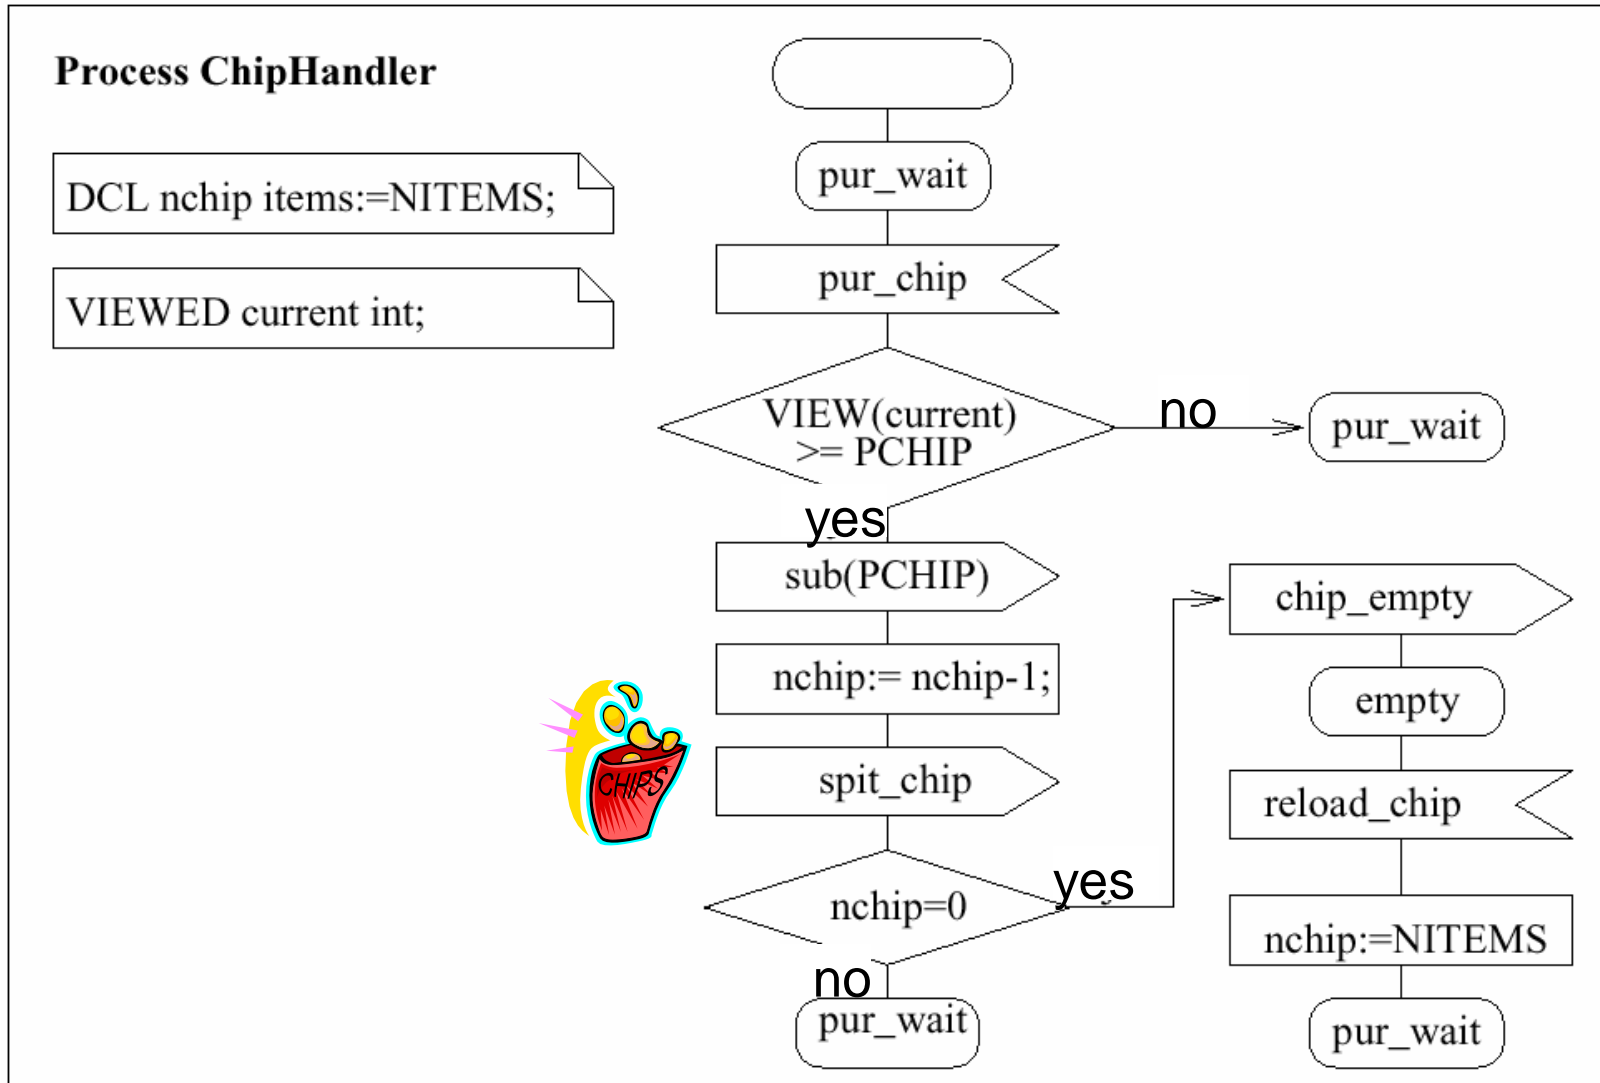 Process ChipHandler
DCL nchip items:=NITEMS;
VIEWED current int;
pur_wait
pur_chip
VIEW(current)
>= PCHIP
no
pur_wait
yes
sub(PCHIP)
nchip:= nchip-1;
spit_chip
CHIPS
nchip=0
yes
no
pur_wait
chip_empty
empty
reload_chip
nchip:=NITEMS
pur_wait